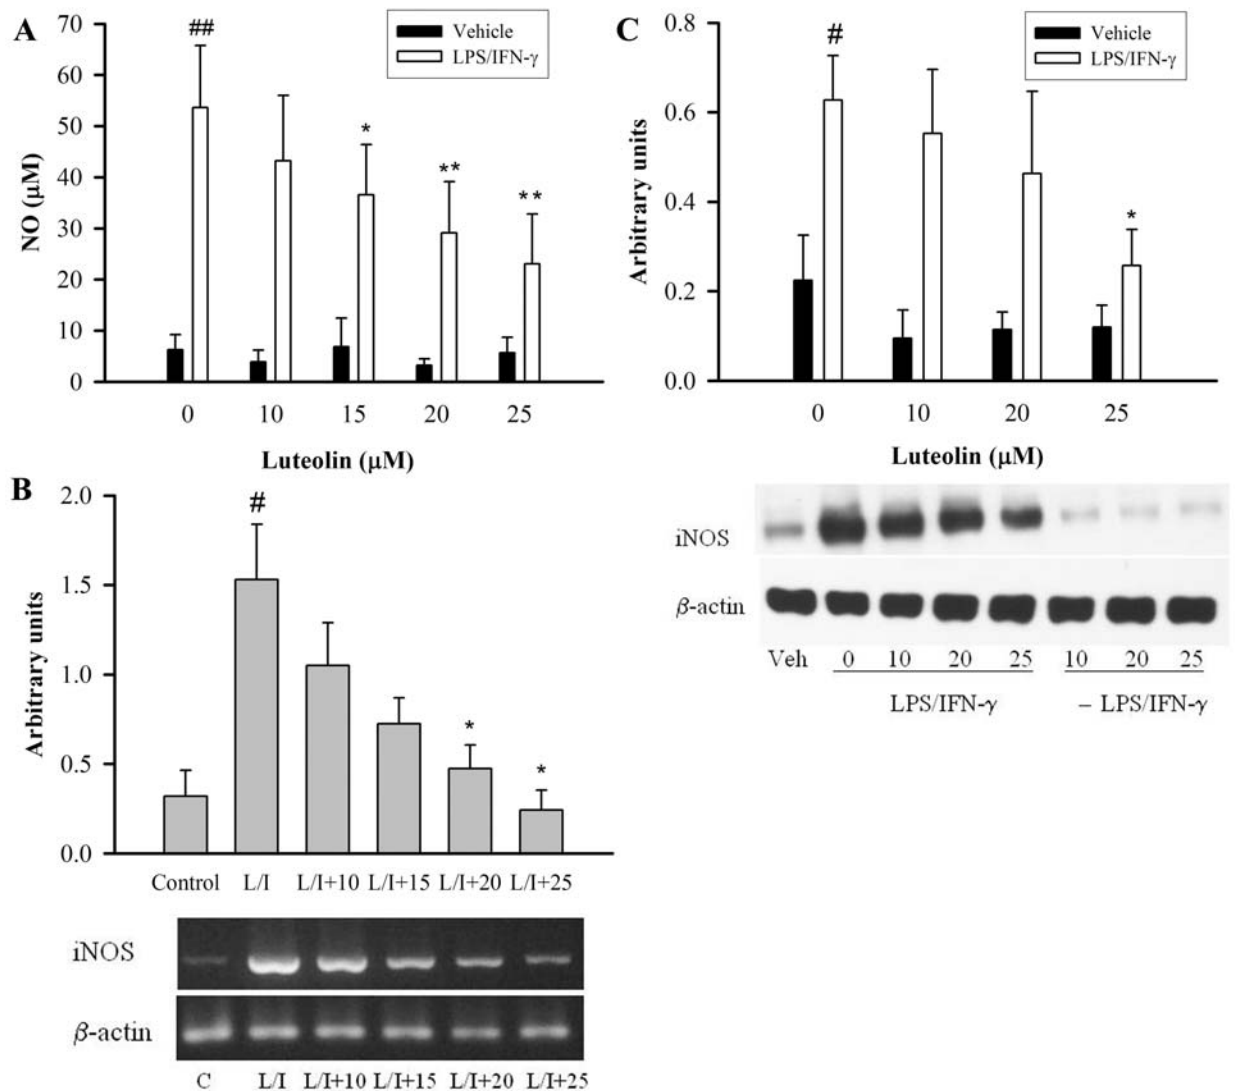 A
70
60
50
40
30
20
10
0
NO (μM)
##
*
**
**
Vehicle
LPS/IFN-γ
0 10 15 20 25
Luteolin (μM)
C
0.8
0.6
0.4
0.2
0.0
Arbitrary units
#
*
Vehicle
LPS/IFN-γ
0 10 20 25
Luteolin (μM)
iNOS
β-actin
Veh 0 10 20 25 10 20 25
LPS/IFN-γ – LPS/IFN-γ
B
2.0
1.5
1.0
0.5
0.0
Arbitrary units
#
*
*
Control L/I L/I+10 L/I+15 L/I+20 L/I+25
iNOS
β-actin
C L/I L/I+10 L/I+15 L/I+20 L/I+25